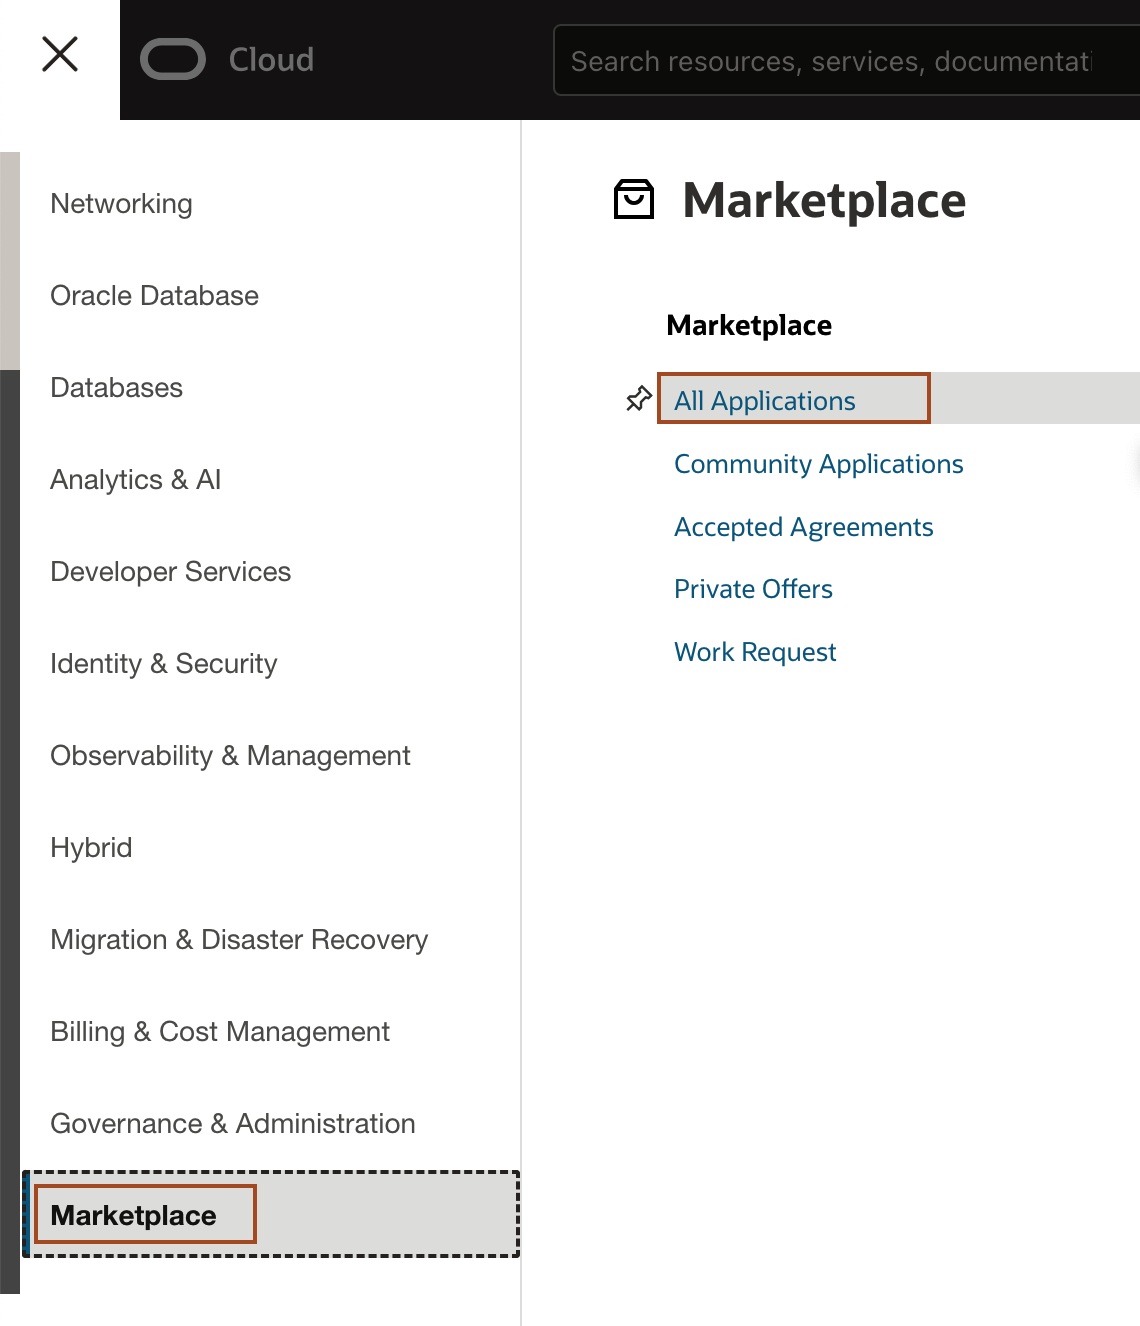 Cloud
Search resources, services, documentati
Networking
Oracle Database
Databases
Analytics & AI
Developer Services
Identity & Security
Observability & Management
Hybrid
Migration & Disaster Recovery
Billing & Cost Management
Governance & Administration
Marketplace
Marketplace
Marketplace
All Applications
Community Applications
Accepted Agreements
Private Offers
Work Request